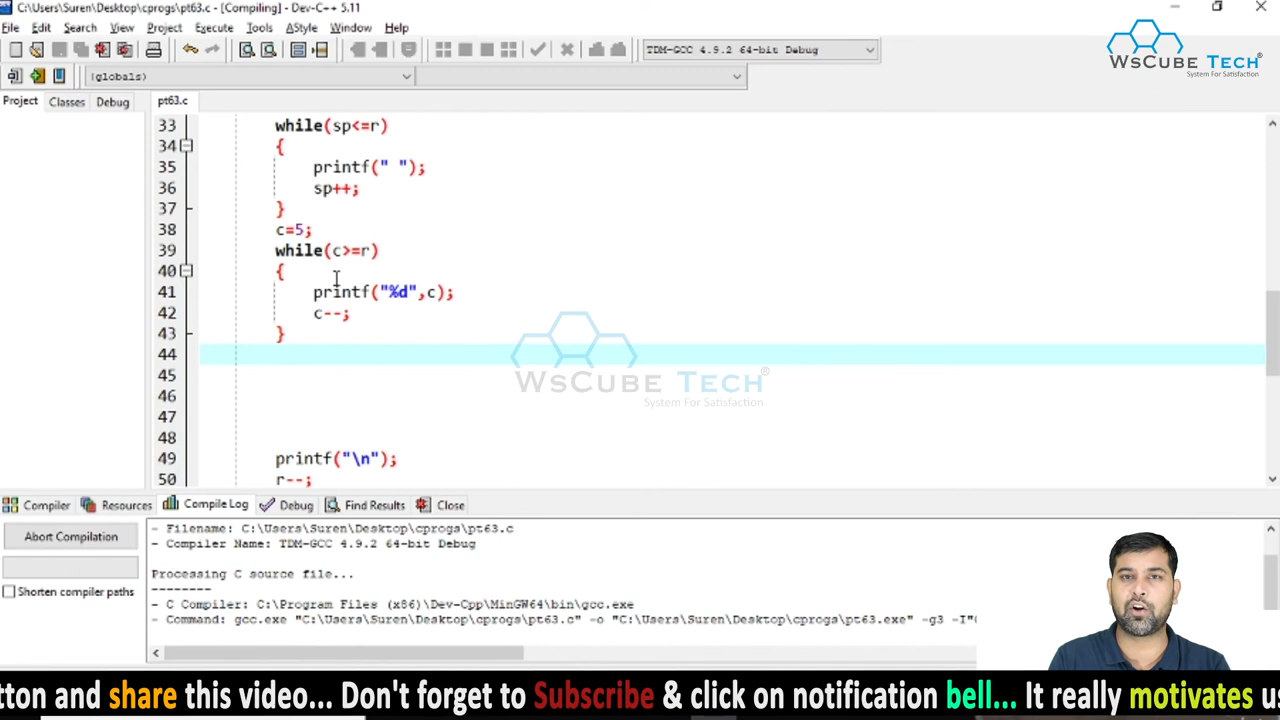 C:\Users\Suren\Desktop\cprogs\pt63.c - [Compiling] - Dev-C++ 5.11
File Edit Search View Project Execute Tools AStyle Window Help
TDM-GCC 4.9.2 64-bit Debug
WsCube Tech®
System For Satisfaction
(globals)
Project Classes Debug
pt63.c
33 while(sp<=r)
34 {
35 printf(" ");
36 sp++;
37 }
38 c=5;
39 while(c>=r)
40 {
41 printf("%d",c);
42 c--;
43 }
44
45
46
47
48
49 printf("\n");
50 r--;
WsCube Tech®
System For Satisfaction
Compiler Resources Compile Log Debug Find Results Close
Abort Compilation
Shorten compiler paths
- Filename: C:\Users\Suren\Desktop\cprogs\pt63.c
- Compiler Name: TDM-GCC 4.9.2 64-bit Debug
Processing C source file...
--------
- C Compiler: C:\Program Files (x86)\Dev-Cpp\MinGW64\bin\gcc.exe
- Command: gcc.exe "C:\Users\Suren\Desktop\cprogs\pt63.c" -o "C:\Users\Suren\Desktop\cprogs\pt63.exe" -g3 -I"
tton and share this video... Don't forget to Subscribe & click on notification bell... It really motivates u